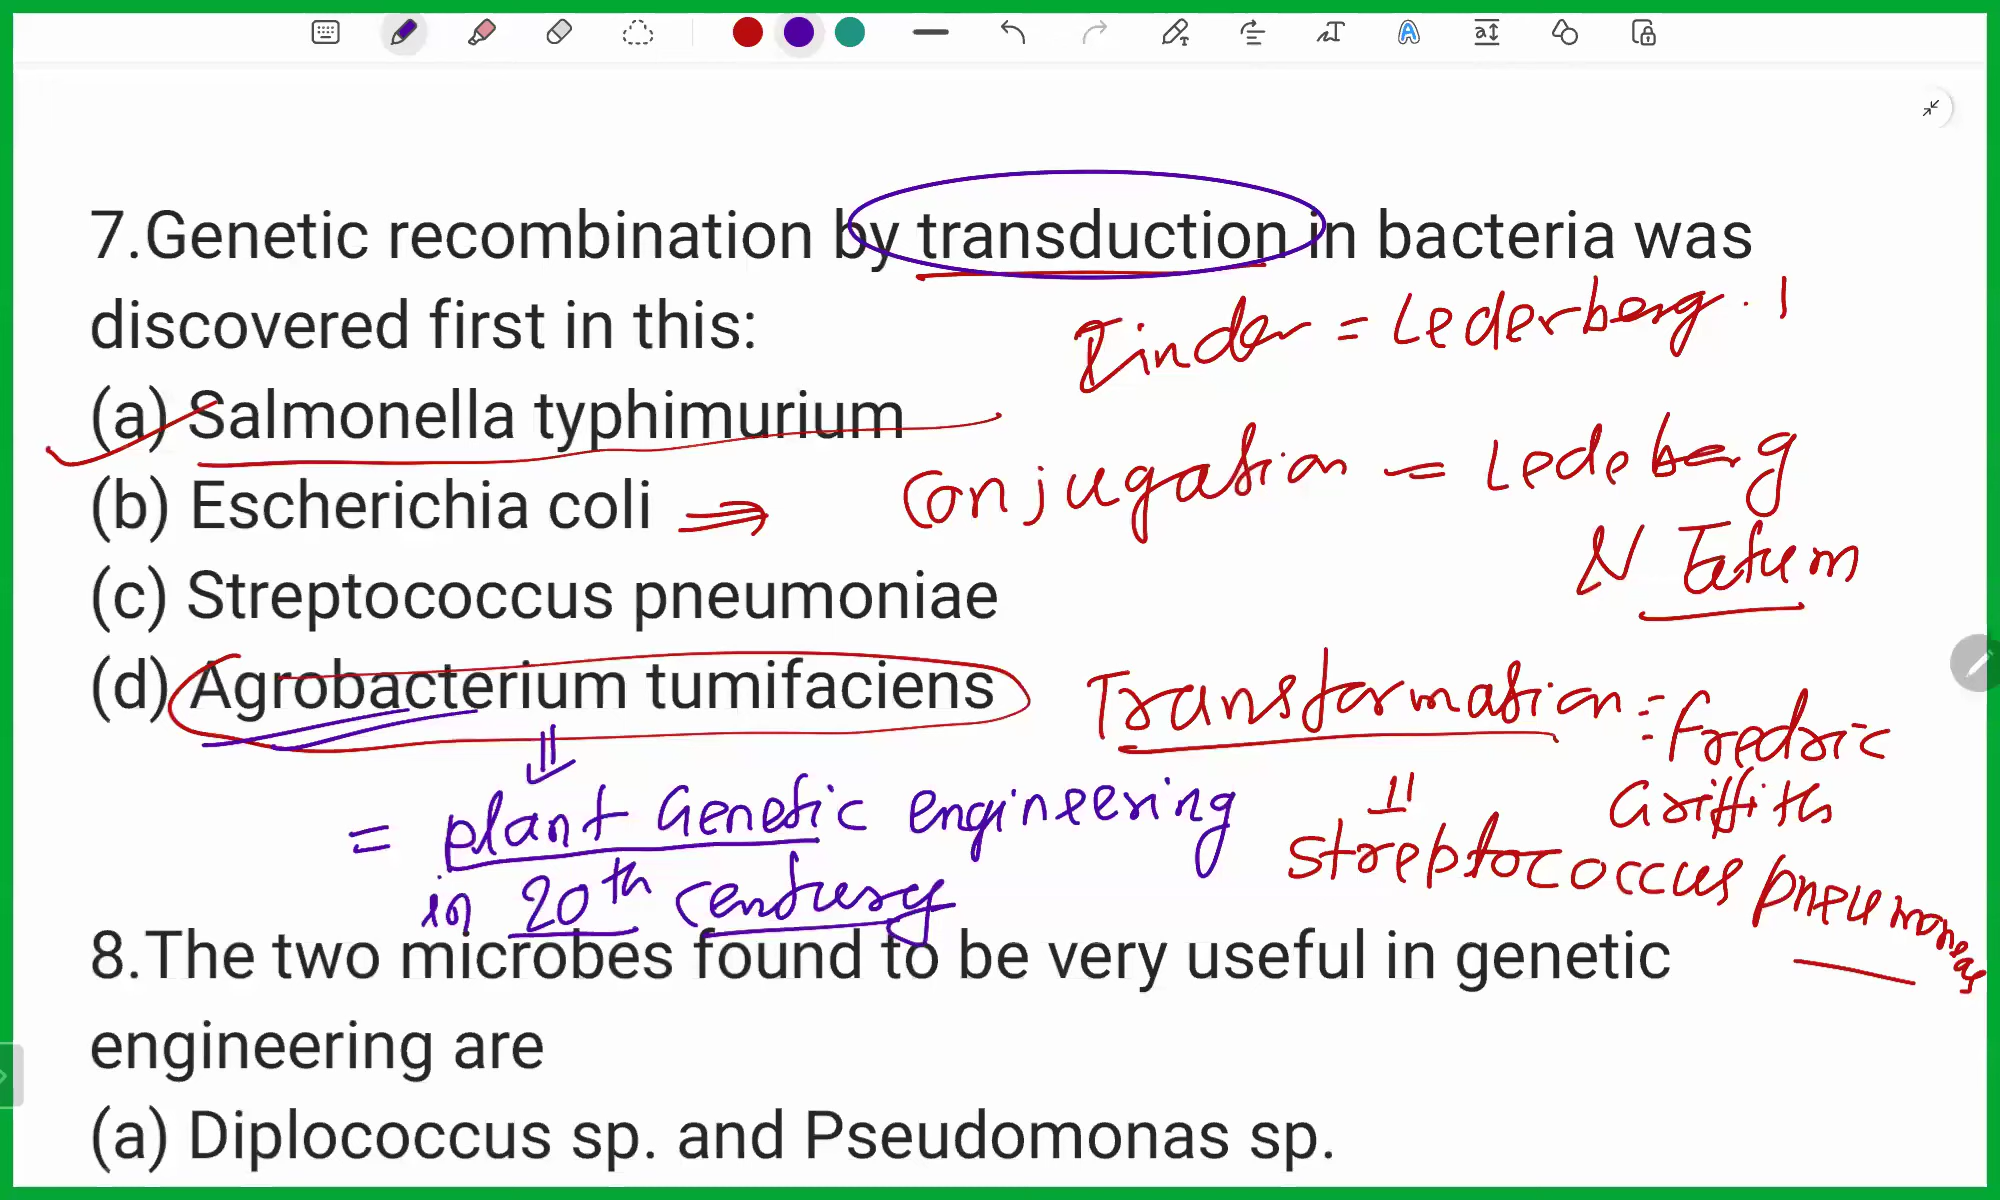 7.Genetic recombination by transduction in bacteria was
discovered first in this:
Zinder = Lederberg . 1
(a) Salmonella typhimurium
(b) Escherichia coli ⇒ Conjugation = Ledeberg
N Tatum
(c) Streptococcus pneumoniae
(d) Agrobacterium tumifaciens
Transformation = Fredric
Griffith
Streptococcus pneumoneas
= plant Genetic engineering
in 20th century
8.The two microbes found to be very useful in genetic
engineering are
(a) Diplococcus sp. and Pseudomonas sp.